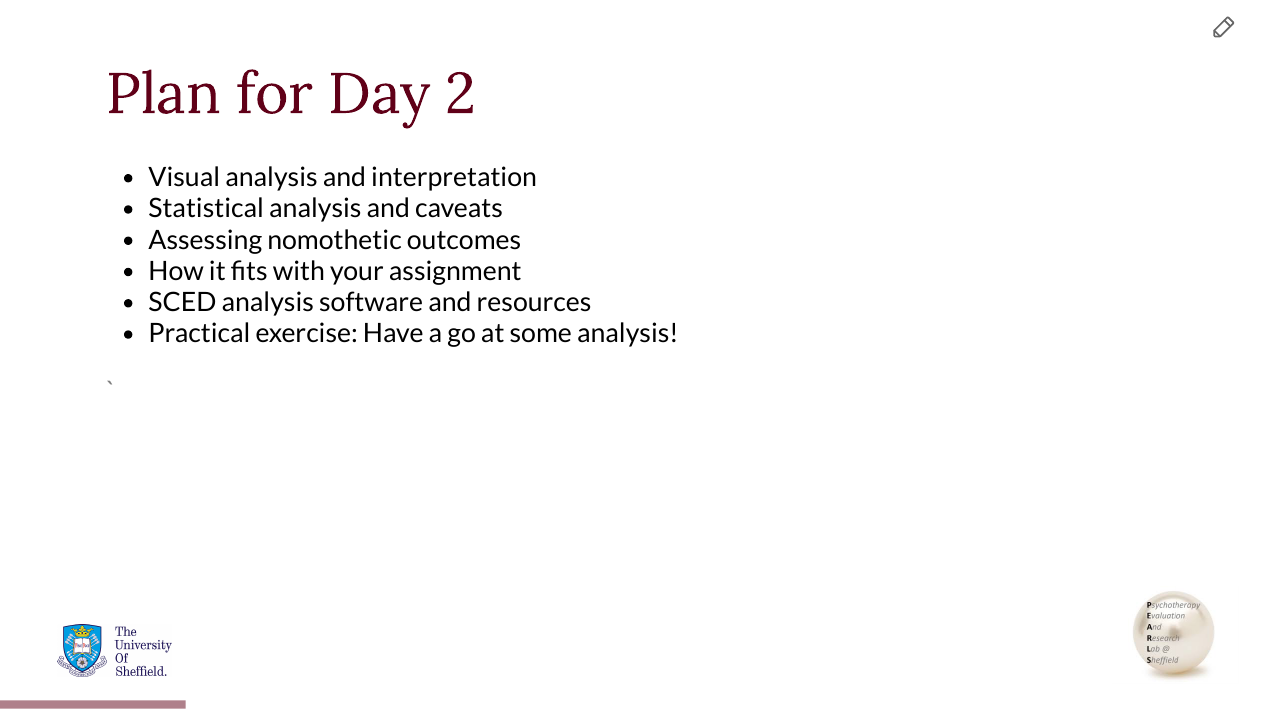 Plan for Day 2
• Visual analysis and interpretation
• Statistical analysis and caveats
• Assessing nomothetic outcomes
• How it fits with your assignment
• SCED analysis software and resources
• Practical exercise: Have a go at some analysis!
`
The
University
Of
Sheffield.
Psychotherapy
Evaluation
And
Research
Lab @
Sheffield